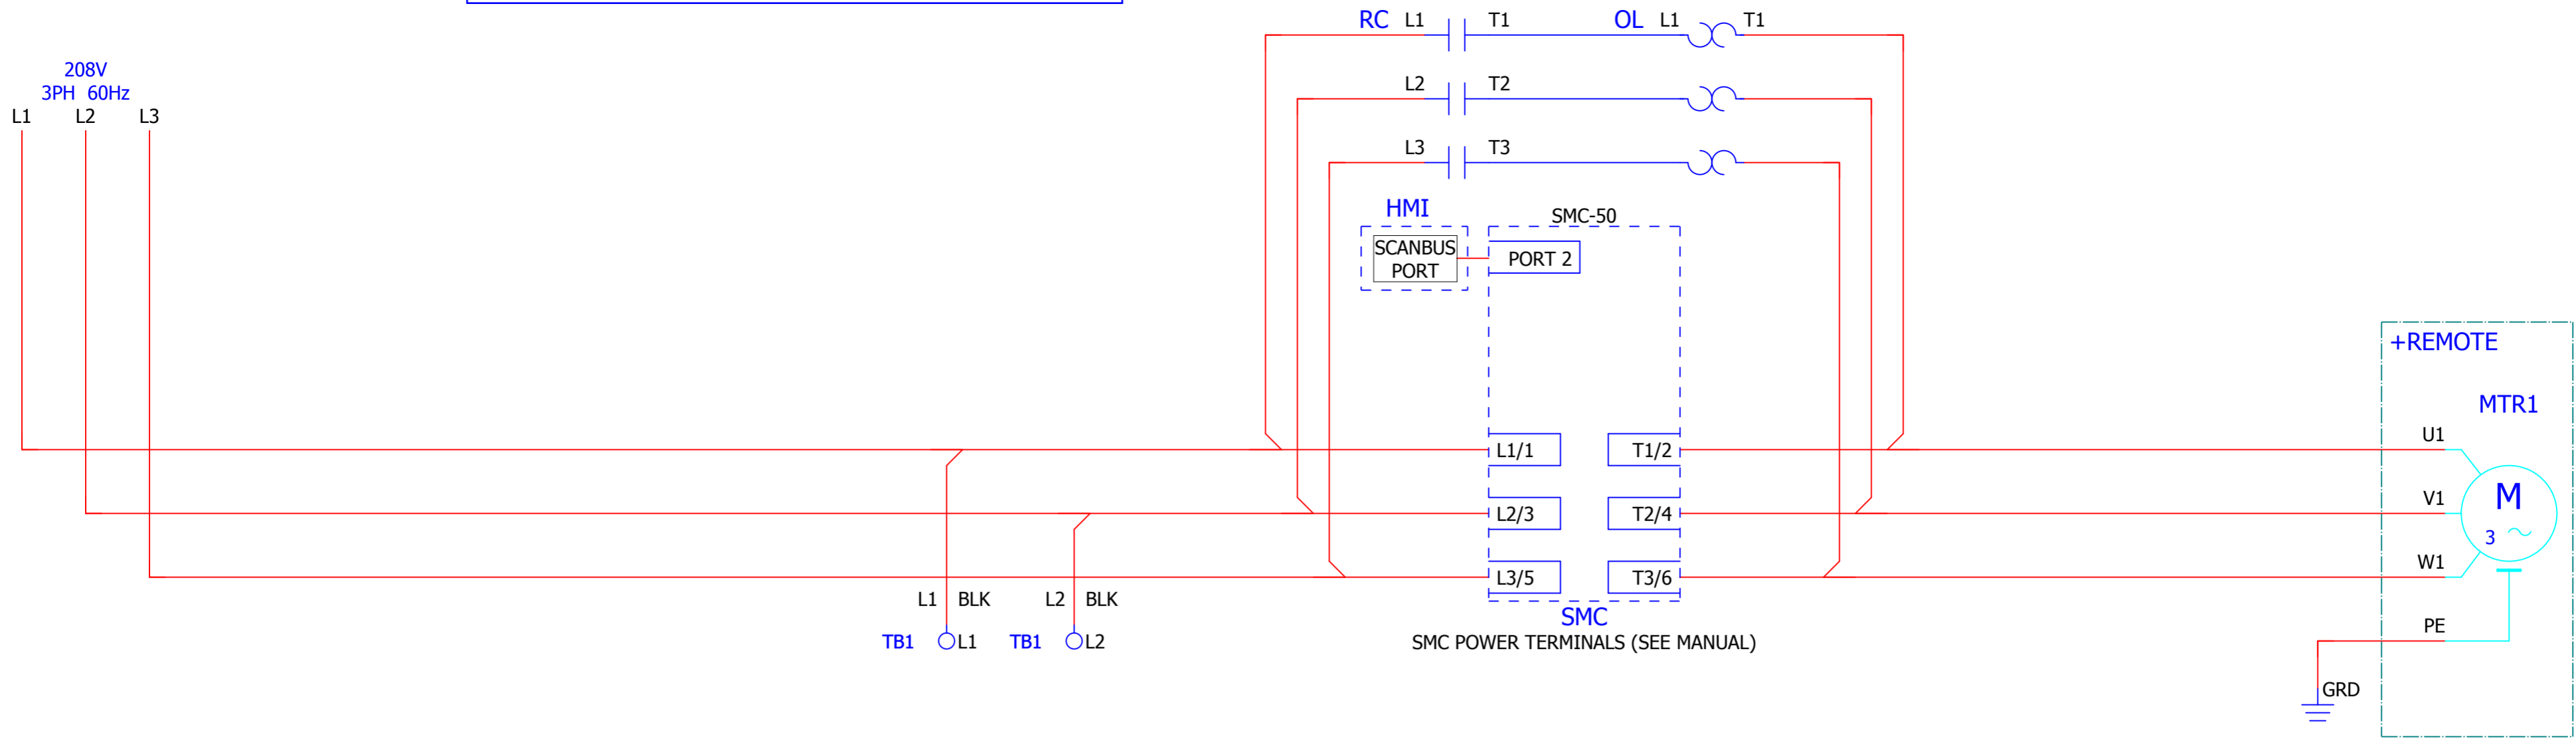 RC L1 T1 OL L1 T1
208V
3PH 60Hz
L1 L2 L3
L2 T2
L3 T3
HMI
SMC-50
SCANBUS
PORT
PORT 2
+REMOTE
MTR1
U1
L1/1 T1/2
V1
M
3
L2/3 T2/4
W1
L3/5 T3/6
L1 BLK L2 BLK
SMC
PE
TB1 L1 TB1 L2
SMC POWER TERMINALS (SEE MANUAL)
GRD